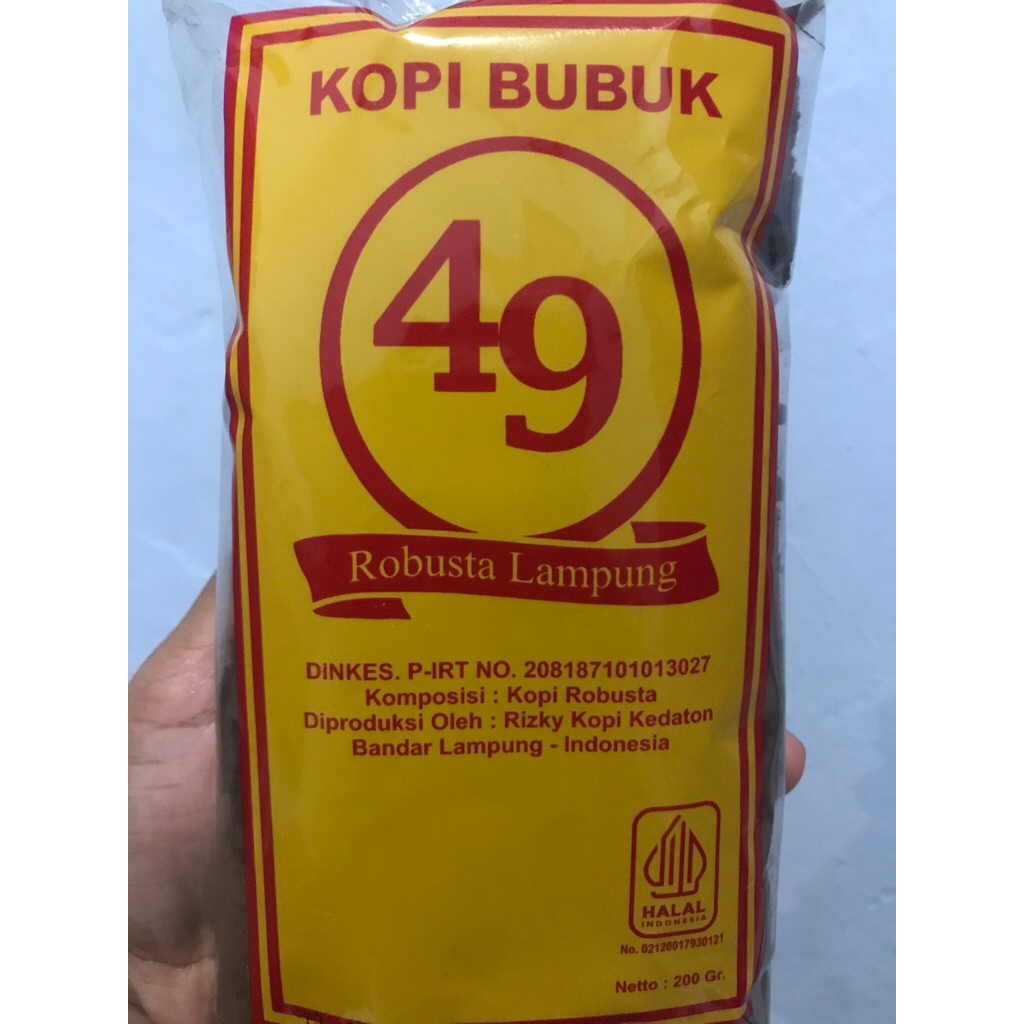 KOPI BUBUK
49
Robusta Lampung
DINKES. P-IRT NO. 208187101013027
Komposisi : Kopi Robusta
Diproduksi Oleh : Rizky Kopi Kedaton
Bandar Lampung - Indonesia
HALAL
INDONESIA
No. 02120017930121
Netto : 200 Gr.